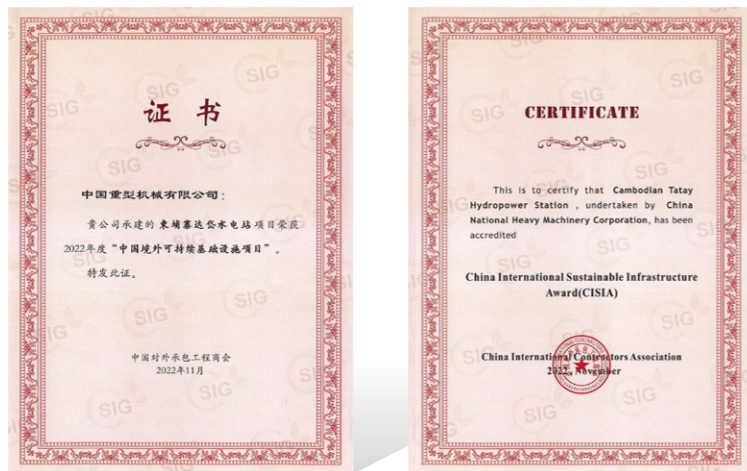 证书
中国重型机械有限公司：
贵公司承建的柬埔寨达岱水电站项目荣获
2022年度“中国境外可持续基础设施项目”。
特发此证。
中国对外承包工程商会
2022年11月
CERTIFICATE
This is to certify that Cambodian Tatay
Hydropower Station , undertaken by China
National Heavy Machinery Corporation, has been
accredited
China International Sustainable Infrastructure
Award(CISIA)
China International Contractors Association
2022, November
SIG